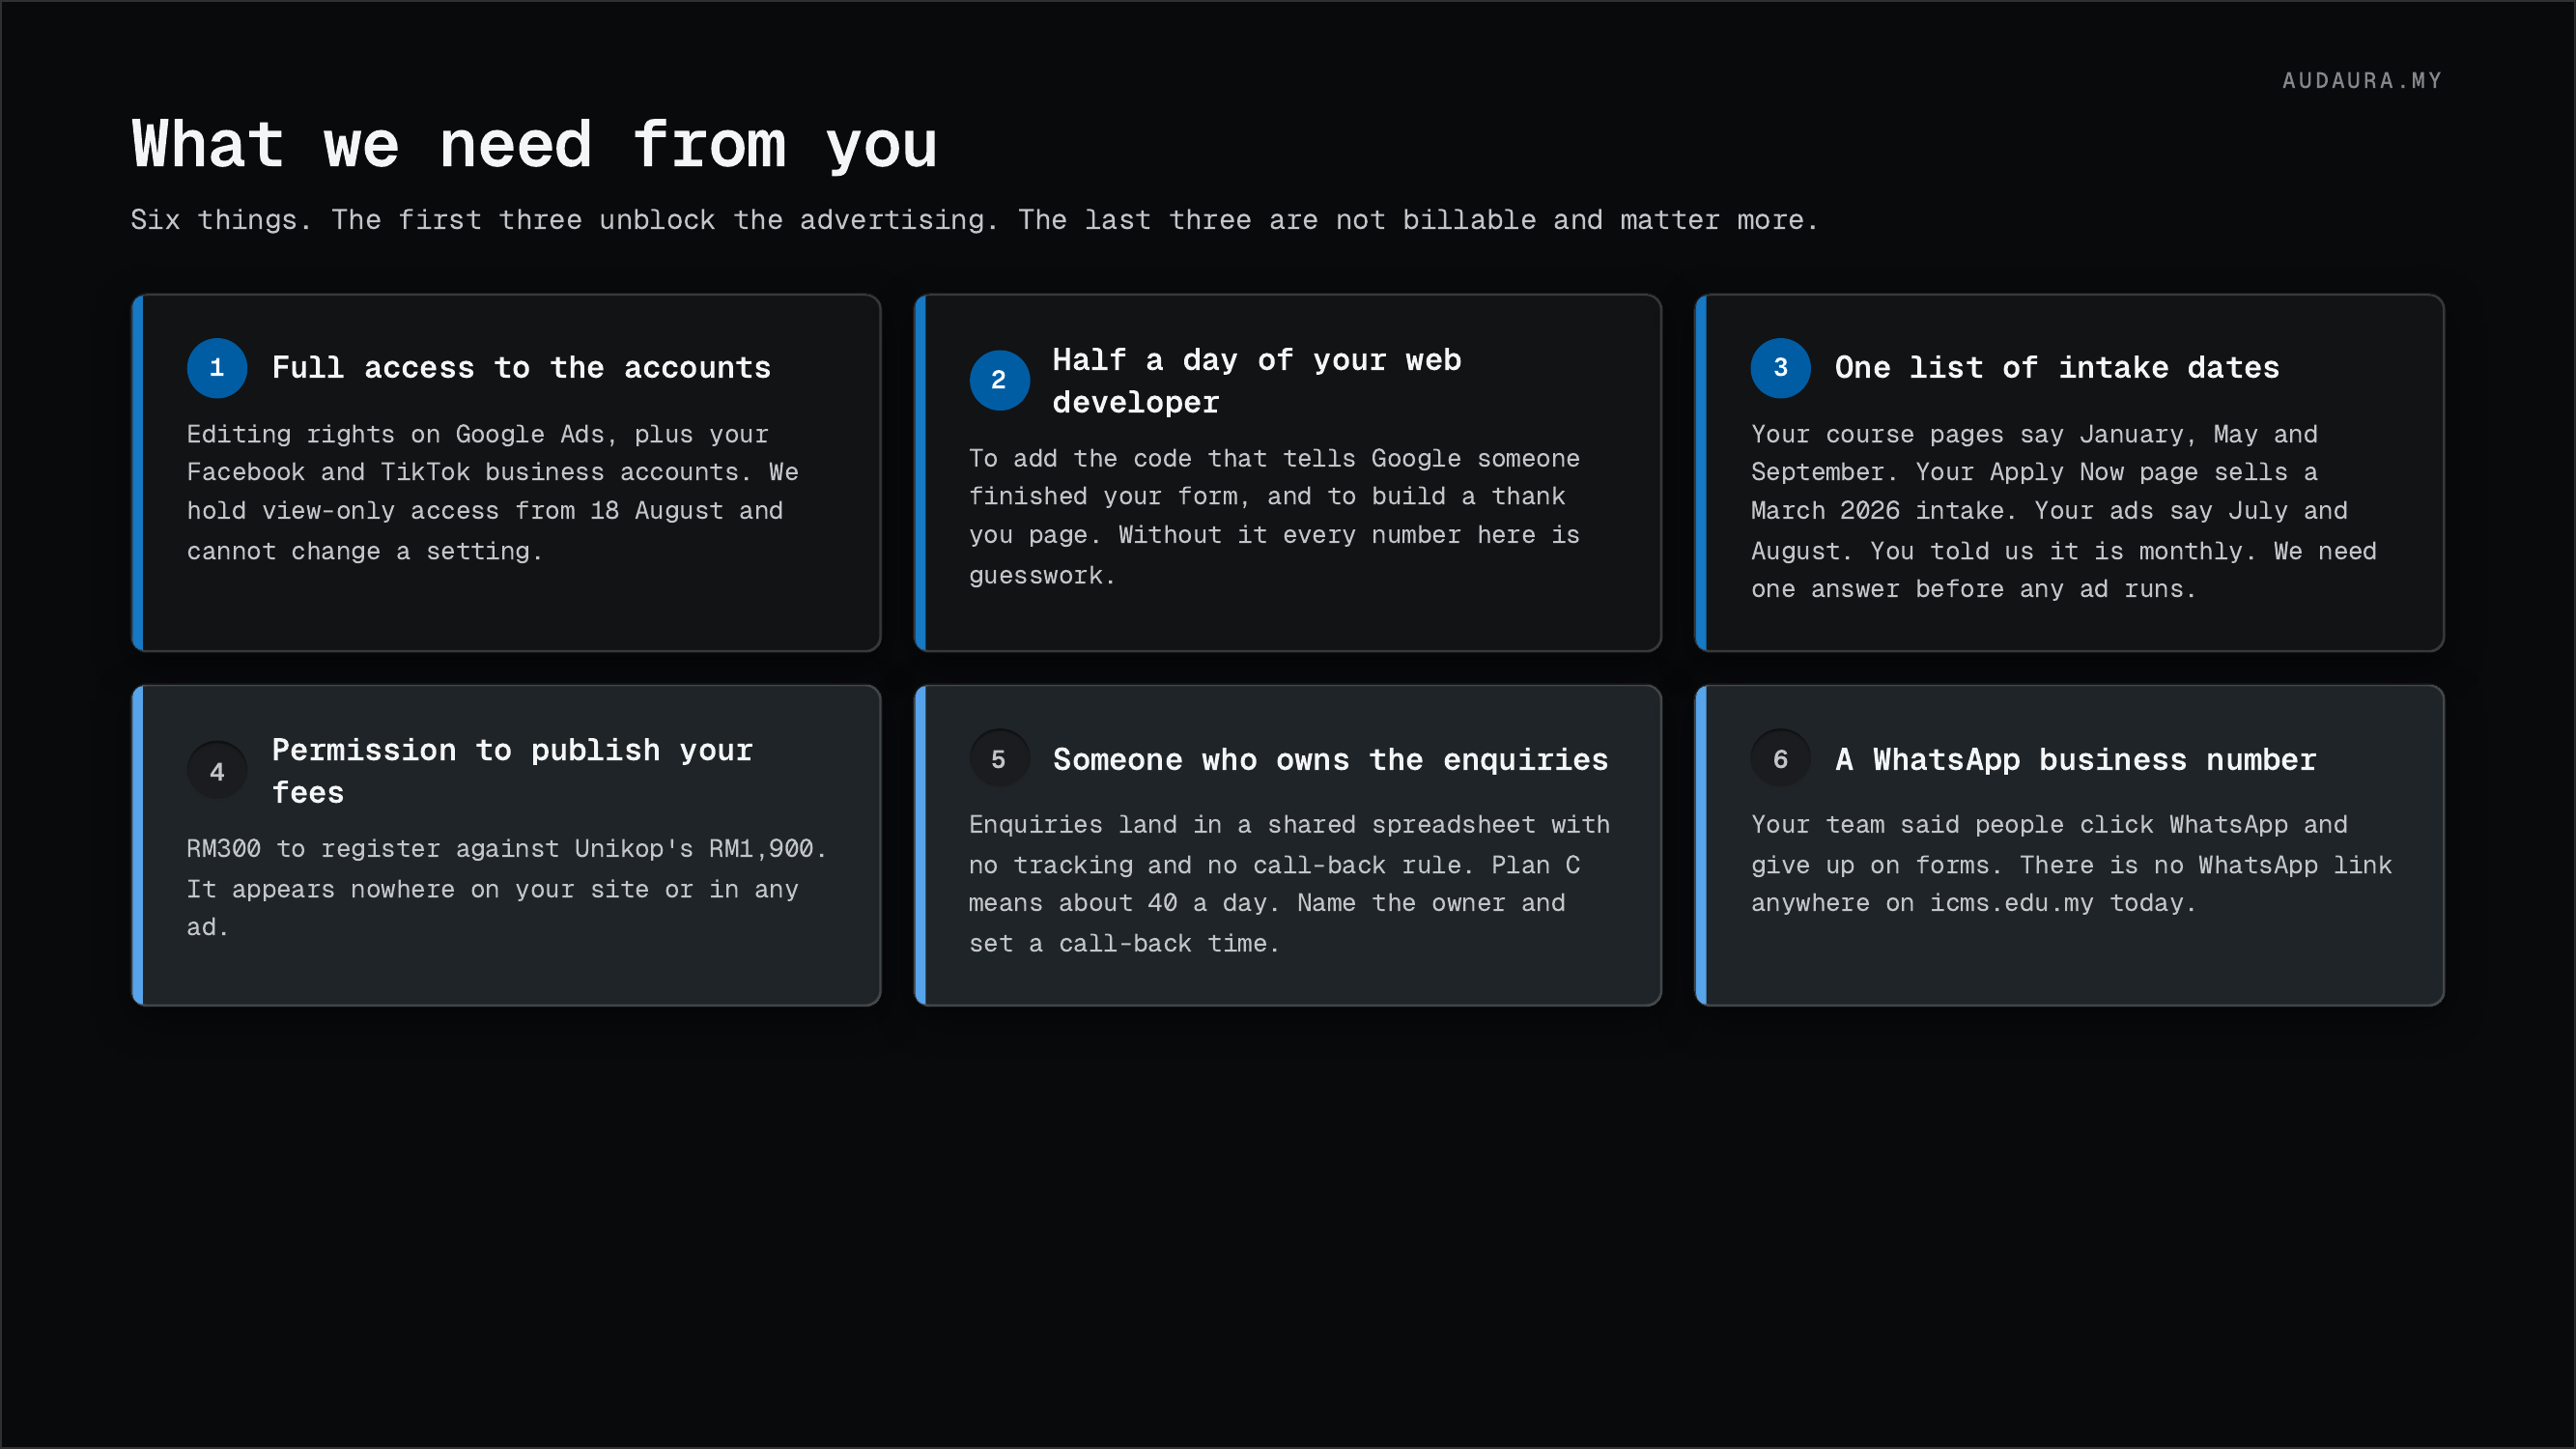 AUDAURA.MY
What we need from you
Six things. The first three unblock the advertising. The last three are not billable and matter more.
1
Full access to the accounts
Editing rights on Google Ads, plus your
Facebook and TikTok business accounts. We
hold view-only access from 18 August and
cannot change a setting.
2
Half a day of your web
developer
To add the code that tells Google someone
finished your form, and to build a thank
you page. Without it every number here is
guesswork.
3
One list of intake dates
Your course pages say January, May and
September. Your Apply Now page sells a
March 2026 intake. Your ads say July and
August. You told us it is monthly. We need
one answer before any ad runs.
4
Permission to publish your
fees
RM300 to register against Unikop's RM1,900.
It appears nowhere on your site or in any
ad.
5
Someone who owns the enquiries
Enquiries land in a shared spreadsheet with
no tracking and no call-back rule. Plan C
means about 40 a day. Name the owner and
set a call-back time.
6
A WhatsApp business number
Your team said people click WhatsApp and
give up on forms. There is no WhatsApp link
anywhere on icms.edu.my today.